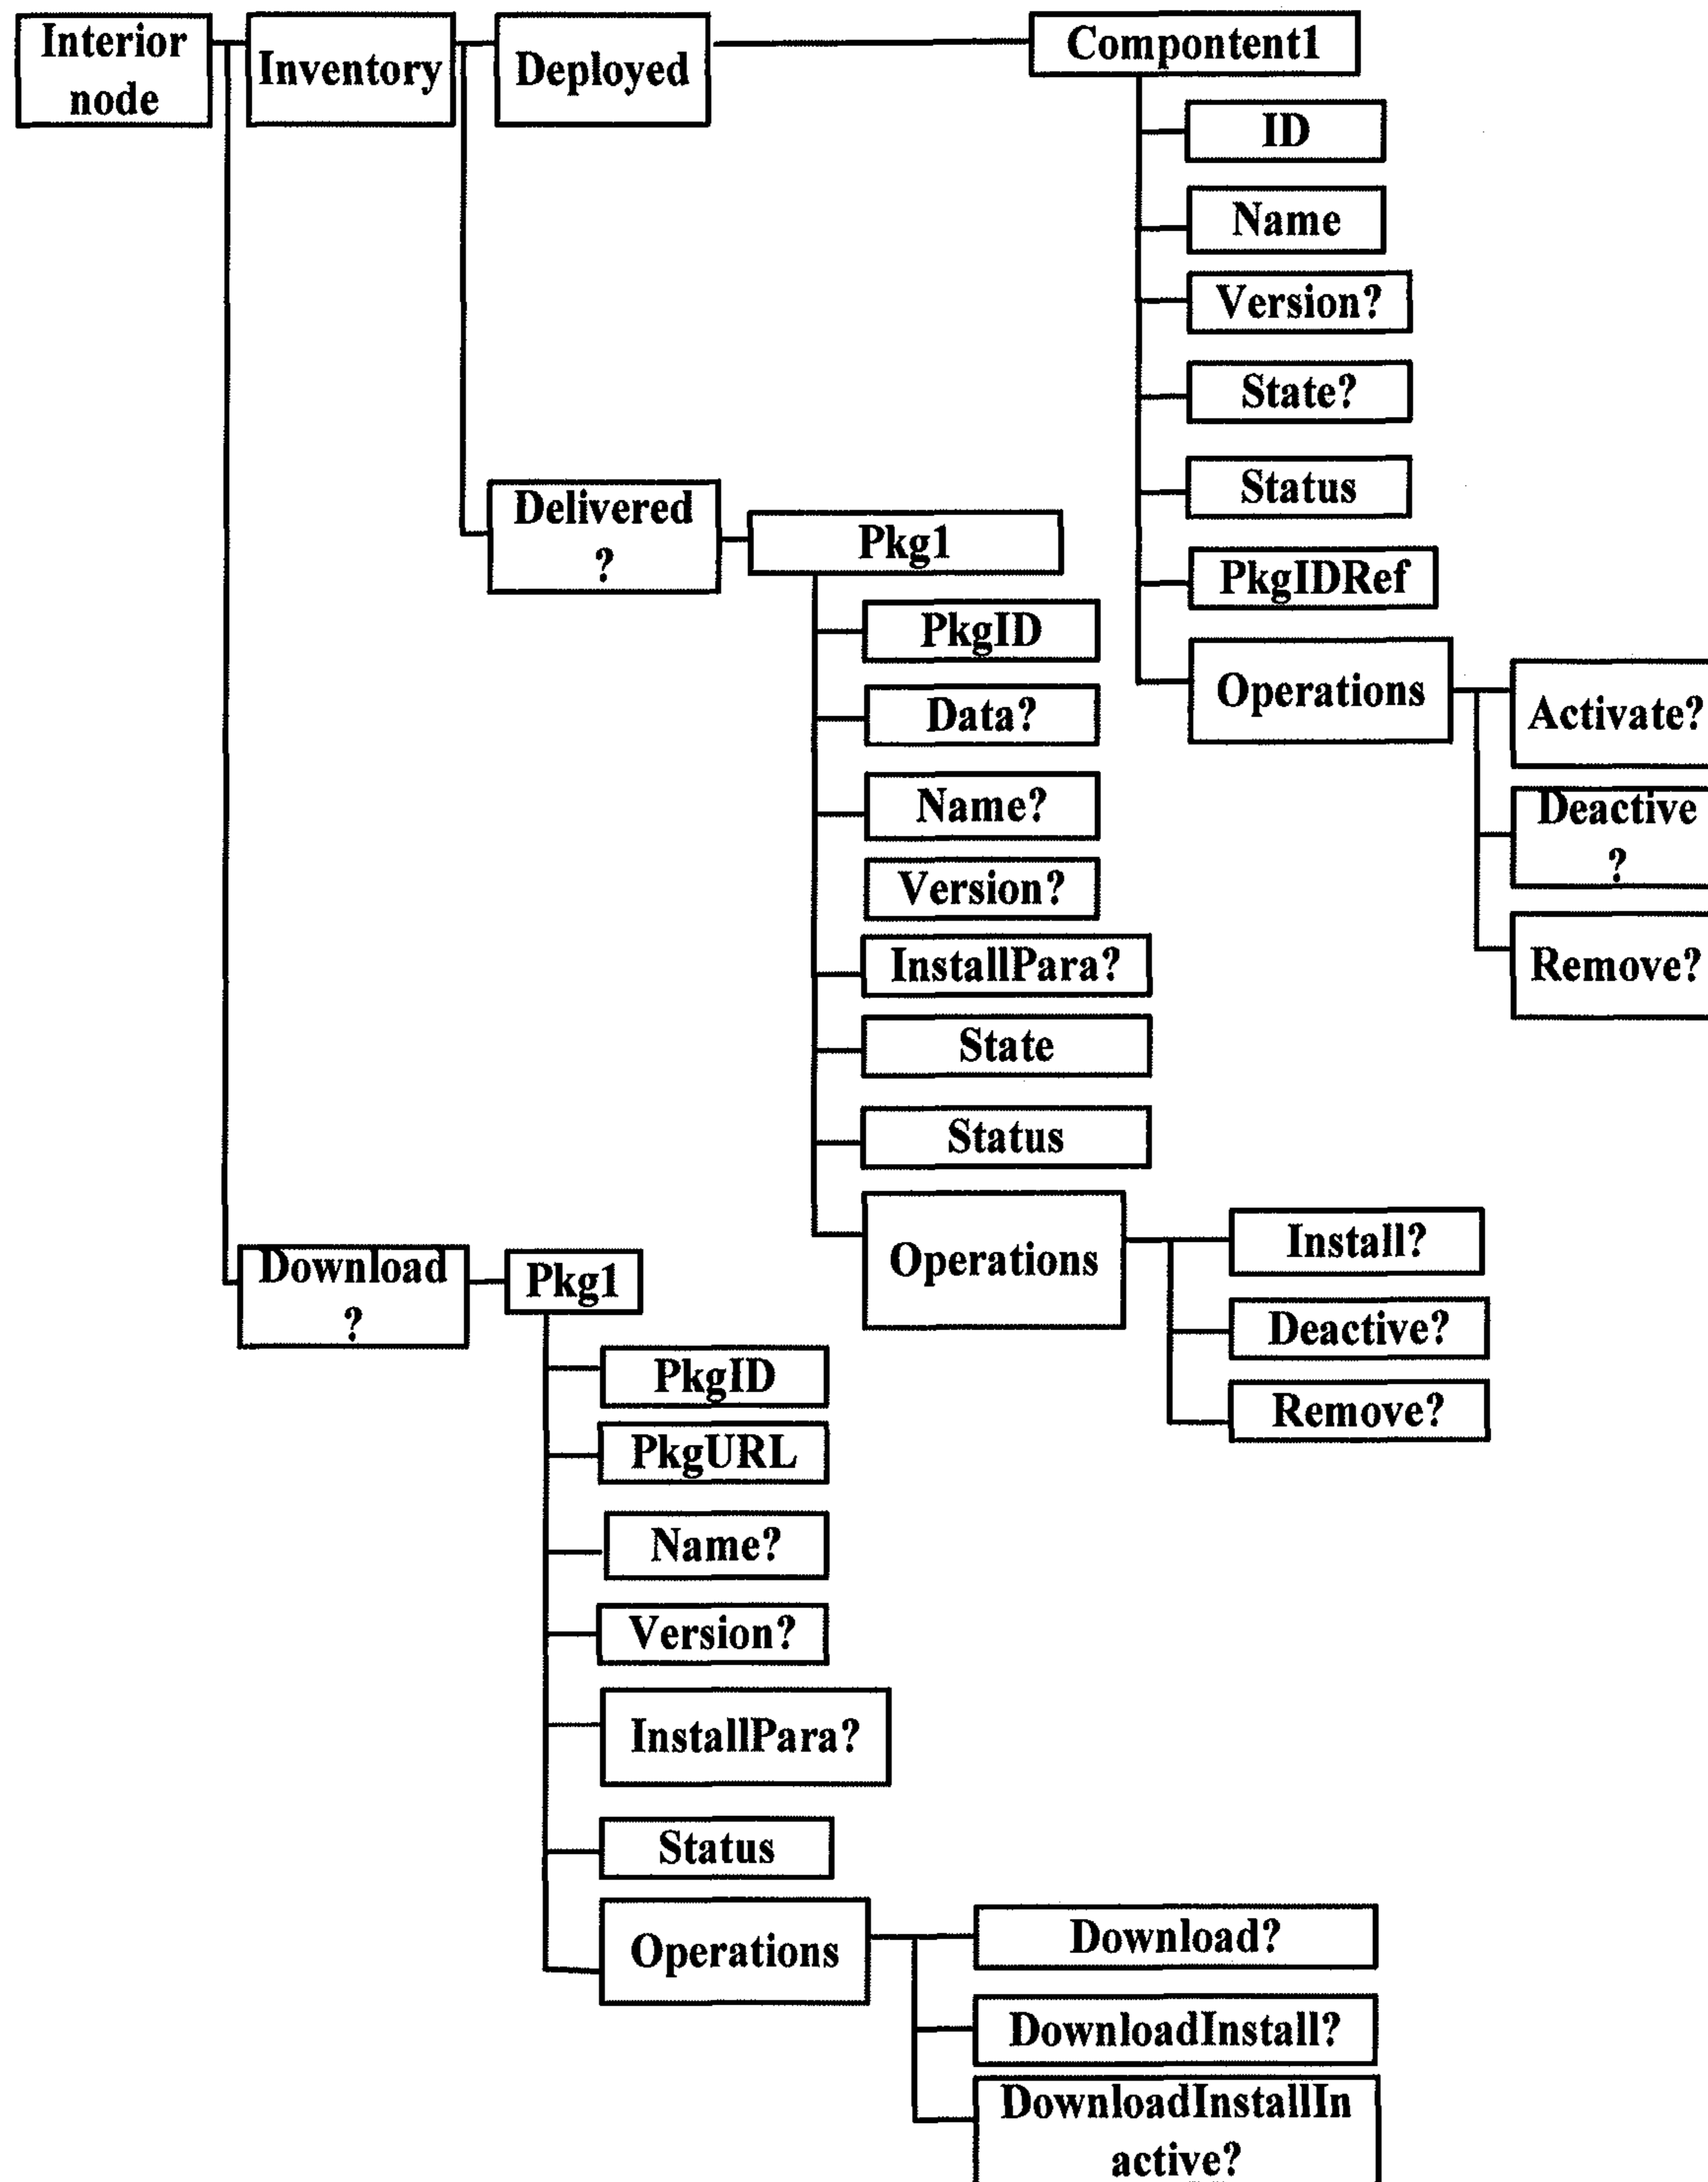 Interior
node
Inventory
Deployed
Compontent1
ID
Name
Version?
State?
Status
PkgIDRef
Operations
Activate?
Deactive
?
Remove?
Delivered
?
Pkg1
PkgID
Data?
Name?
Version?
InstallPara?
State
Status
Operations
Install?
Deactive?
Remove?
Download
?
Pkg1
PkgID
PkgURL
Name?
Version?
InstallPara?
Status
Operations
Download?
DownloadInstall?
DownloadInstallIn
active?